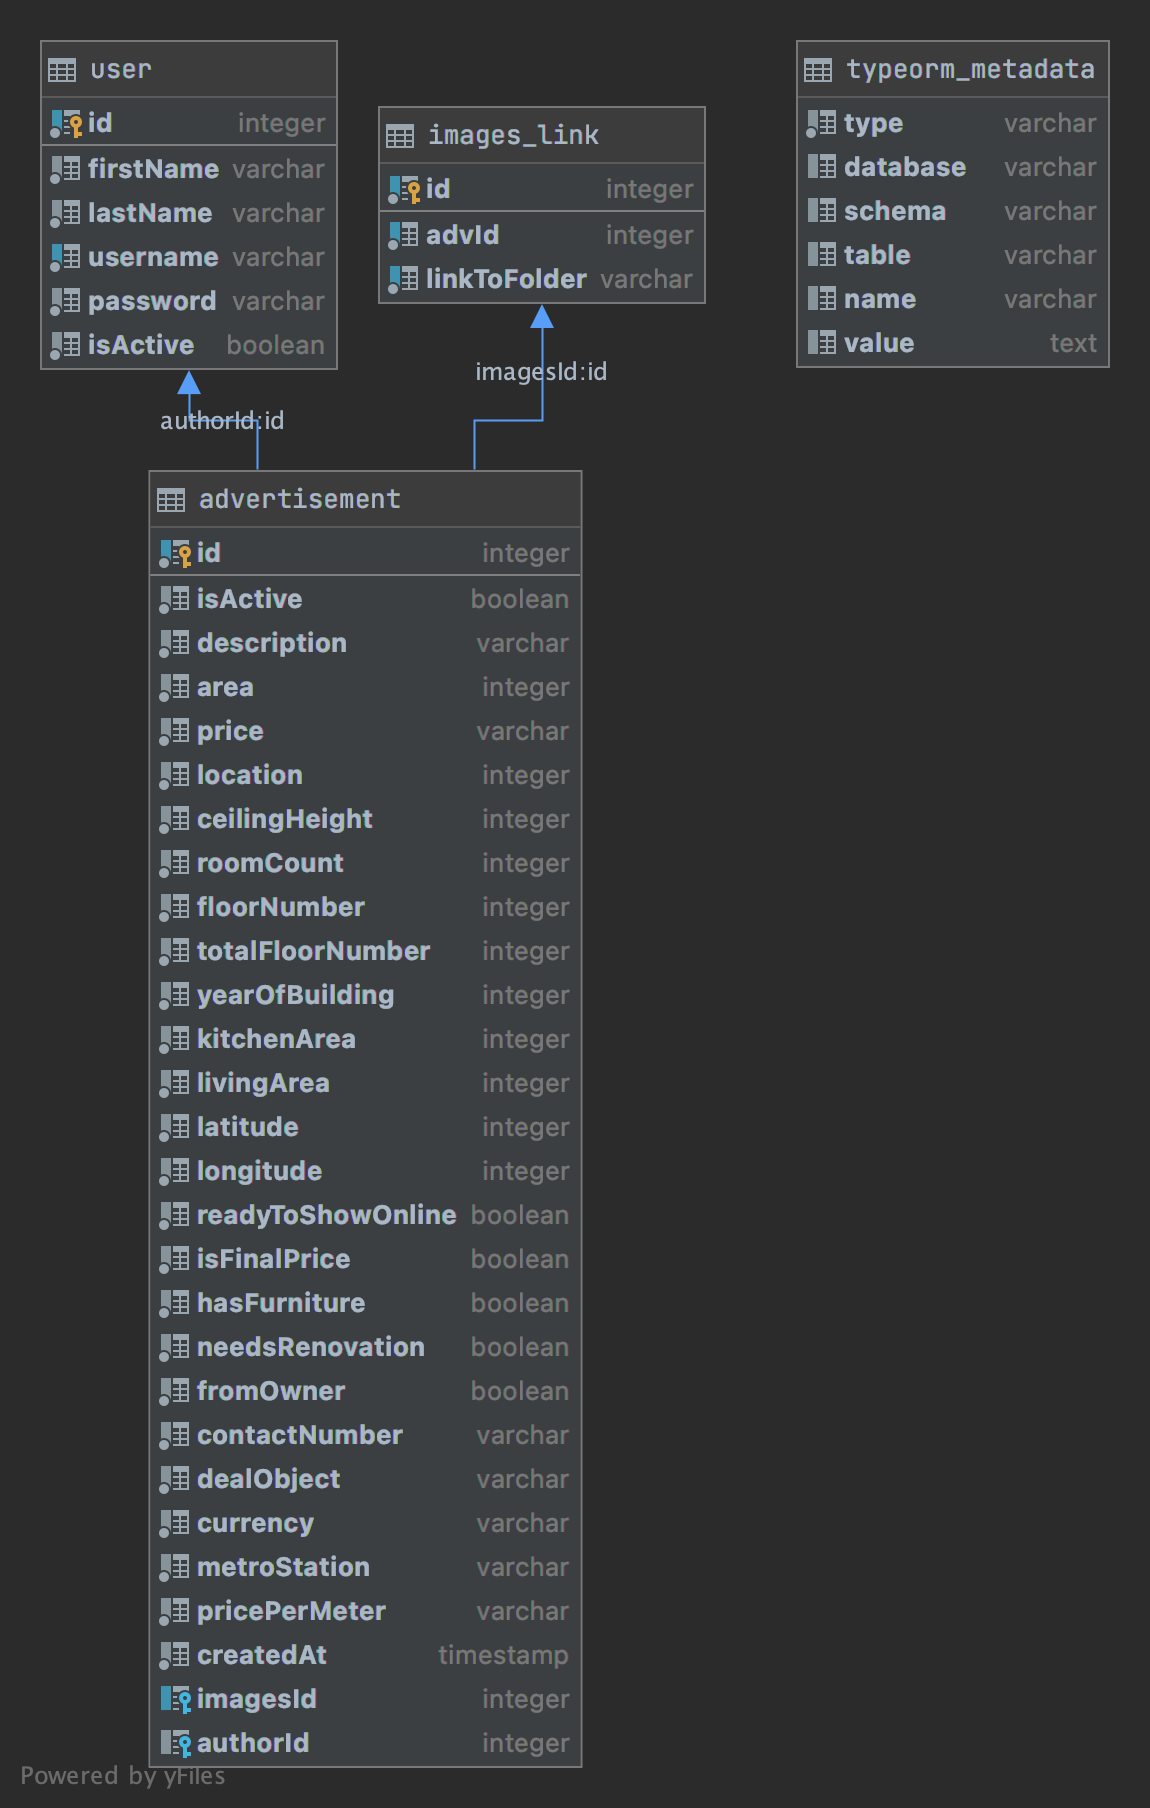 user
id integer
firstName varchar
lastName varchar
username varchar
password varchar
isActive boolean
images_link
id integer
advId integer
linkToFolder varchar
typeorm_metadata
type varchar
database varchar
schema varchar
table varchar
name varchar
value text
imagesId:id
authorId:id
advertisement
id integer
isActive boolean
description varchar
area integer
price varchar
location integer
ceilingHeight integer
roomCount integer
floorNumber integer
totalFloorNumber integer
yearOfBuilding integer
kitchenArea integer
livingArea integer
latitude integer
longitude integer
readyToShowOnline boolean
isFinalPrice boolean
hasFurniture boolean
needsRenovation boolean
fromOwner boolean
contactNumber varchar
dealObject varchar
currency varchar
metroStation varchar
pricePerMeter varchar
createdAt timestamp
imagesId integer
authorId integer
Powered by yFiles